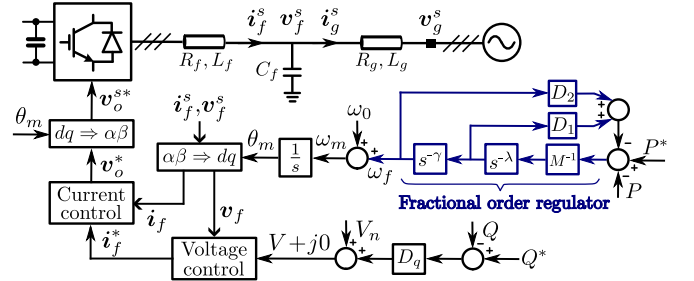 i_f^s v_f^s i_g^s v_g^s
R_f, L_f C_f R_g, L_g
v_o^{s*}
i_f^s, v_f^s
θ_m
dq ⇒ αβ
v_o^*
Current control
i_f
i_f^*
αβ ⇒ dq
v_f
Voltage control
θ_m
1/s
ω_m
ω_0
ω_f
s^{-γ}
s^{-λ}
M^{-1}
D_2
D_1
P*
P
Fractional order regulator
V+j0
V_n
D_q
Q
Q*
+ + + + − − + + + − +